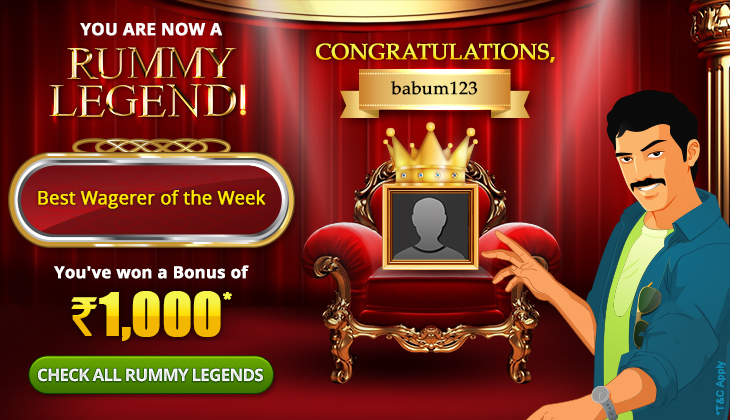 YOU ARE NOW A
RUMMY
LEGEND!
Best Wagerer of the Week
You've won a Bonus of
₹1,000*
CHECK ALL RUMMY LEGENDS
CONGRATULATIONS,
babum123
*T&C Apply